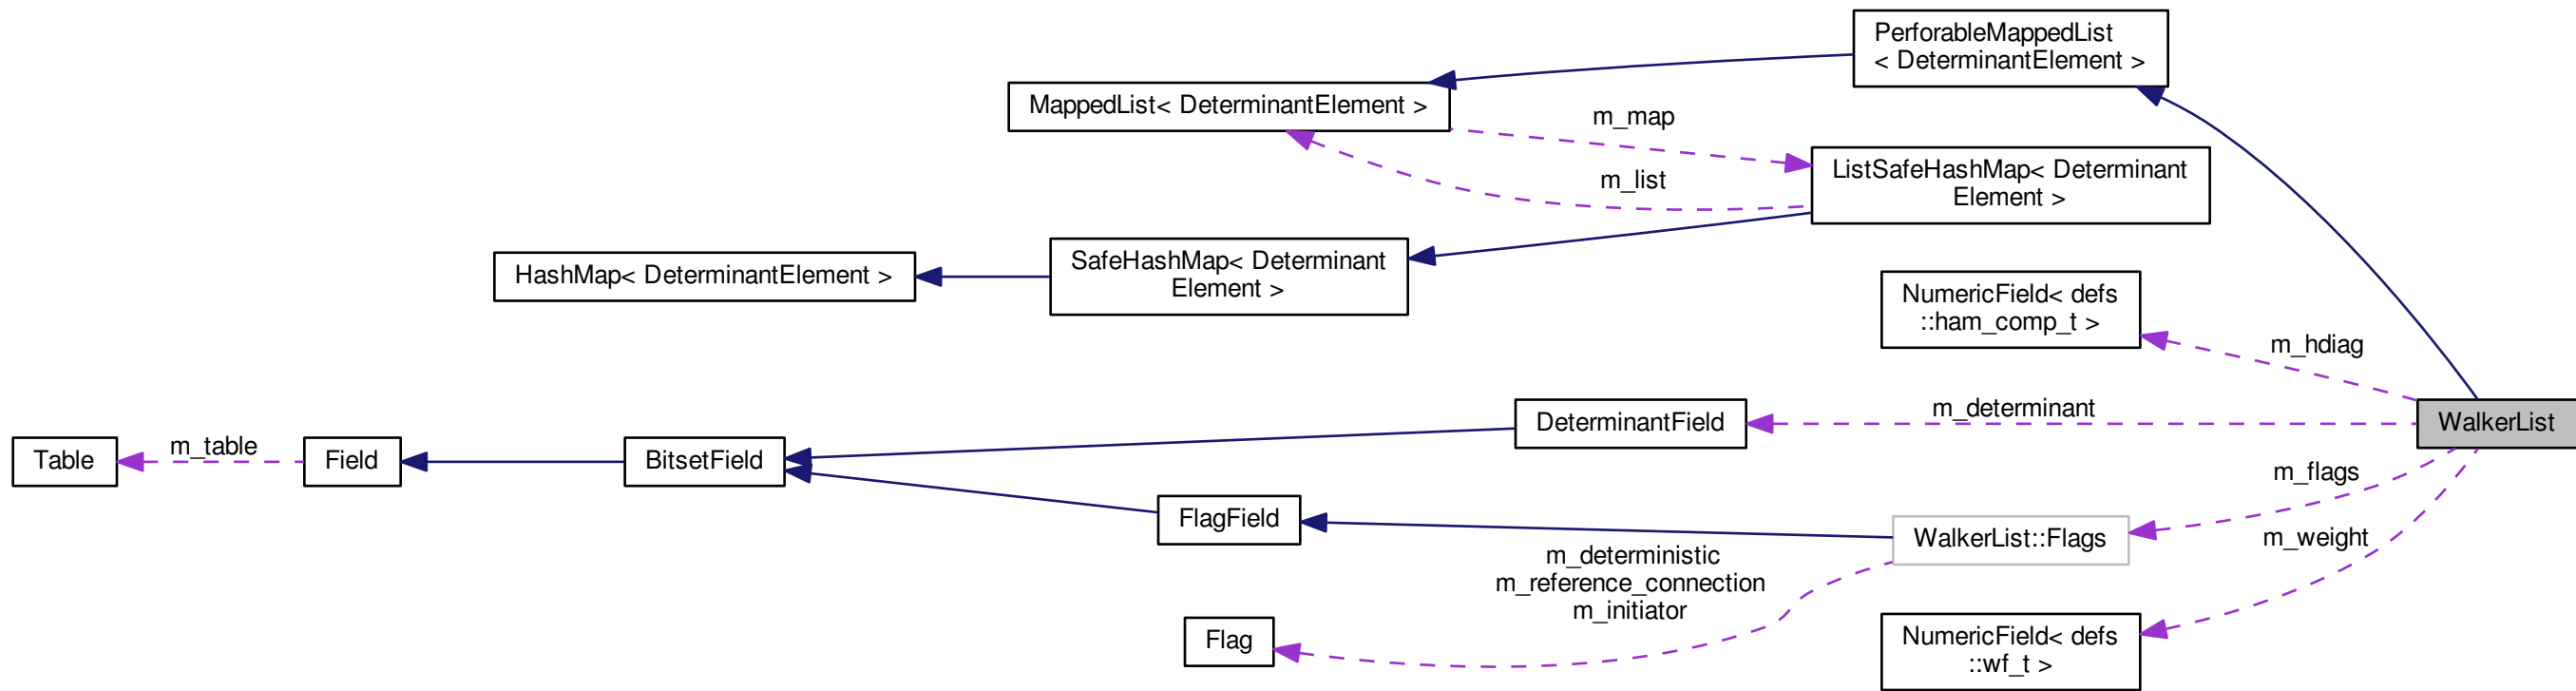 PerforableMappedList
< DeterminantElement >
MappedList< DeterminantElement >
m_map
ListSafeHashMap< Determinant
Element >
m_list
SafeHashMap< Determinant
Element >
HashMap< DeterminantElement >
NumericField< defs
::ham_comp_t >
m_hdiag
m_determinant
DeterminantField
WalkerList
m_table
Table
Field
BitsetField
m_flags
FlagField
WalkerList::Flags
m_weight
m_deterministic
m_reference_connection
m_initiator
Flag
NumericField< defs
::wf_t >